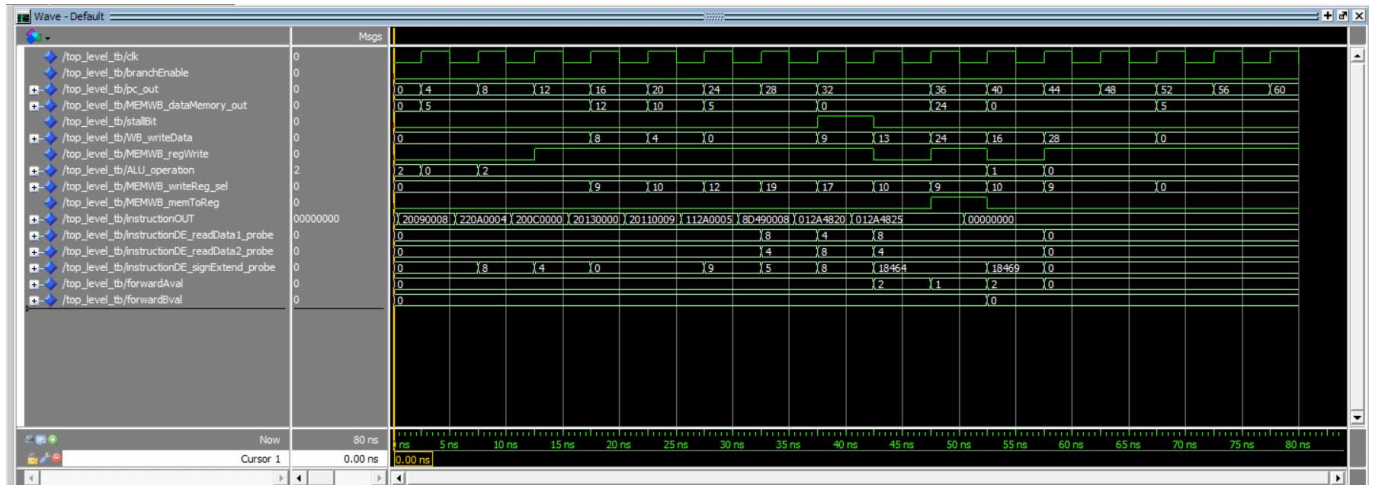 Wave - Default
Msgs
/top_level_tb/clk 0
/top_level_tb/branchEnable 0
/top_level_tb/pc_out 0 0 4 8 12 16 20 24 28 32 36 40 44 48 52 56 60
/top_level_tb/MEMWB_dataMemory_out 0 0 5 12 10 5 0 24 0 5
/top_level_tb/stallBit 0
/top_level_tb/WB_writeData 0 0 8 4 0 9 13 24 16 28 0
/top_level_tb/MEMWB_regWrite 0
/top_level_tb/ALU_operation 2 2 0 2 1 0
/top_level_tb/MEMWB_writeReg_sel 0 0 9 10 12 19 17 10 9 10 9 0
/top_level_tb/MEMWB_memToReg 0
/top_level_tb/instructionOUT 00000000 20090008 220A0004 200C0000 20130000 20110009 112A0005 8D490008 012A4820 012A4825 00000000
/top_level_tb/instructionDE_readData1_probe 0 0 8 4 8 0
/top_level_tb/instructionDE_readData2_probe 0 0 4 8 4 0
/top_level_tb/instructionDE_signExtend_probe 0 0 8 4 0 9 5 8 18464 18469 0
/top_level_tb/forwardAval 0 0 2 1 2 0
/top_level_tb/forwardBval 0 0 0
Now 80 ns ns 5 ns 10 ns 15 ns 20 ns 25 ns 30 ns 35 ns 40 ns 45 ns 50 ns 55 ns 60 ns 65 ns 70 ns 75 ns 80 ns
Cursor 1 0.00 ns 0.00 ns